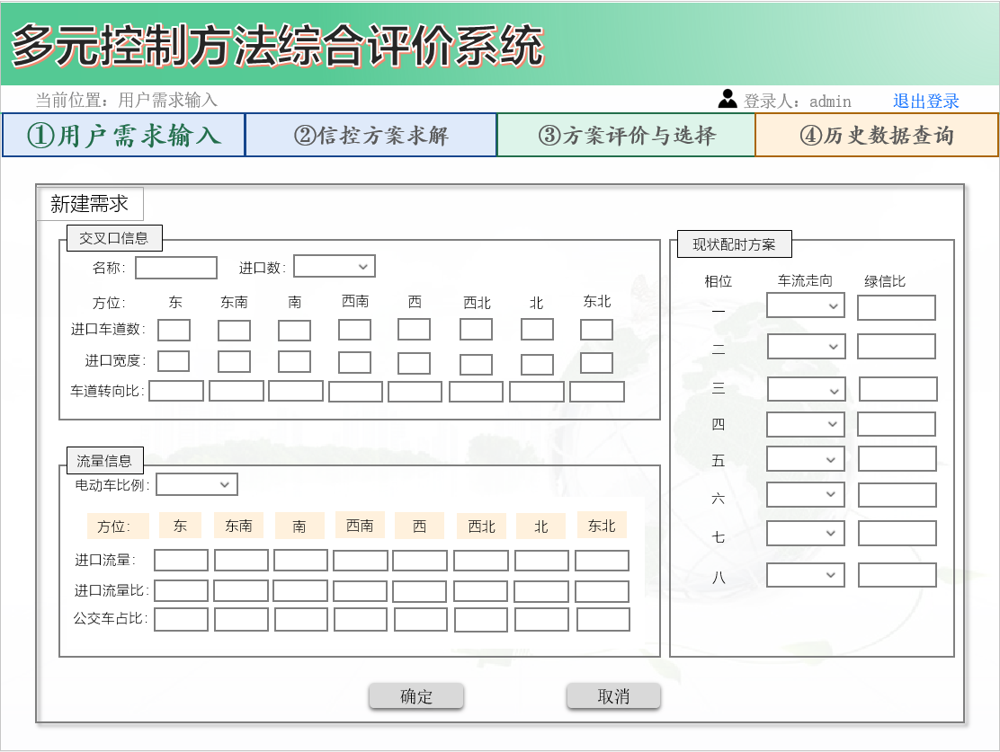 多元控制方法综合评价系统
当前位置：用户需求输入
登录人：admin 退出登录
①用户需求输入 ②信控方案求解 ③方案评价与选择 ④历史数据查询
新建需求
交叉口信息
名称: 进口数:
方位: 东 东南 南 西南 西 西北 北 东北
进口车道数:
进口宽度:
车道转向比:
流量信息
电动车比例:
方位: 东 东南 南 西南 西 西北 北 东北
进口流量:
进口流量比:
公交车占比:
现状配时方案
相位 车流走向 绿信比
一
二
三
四
五
六
七
八
确定 取消